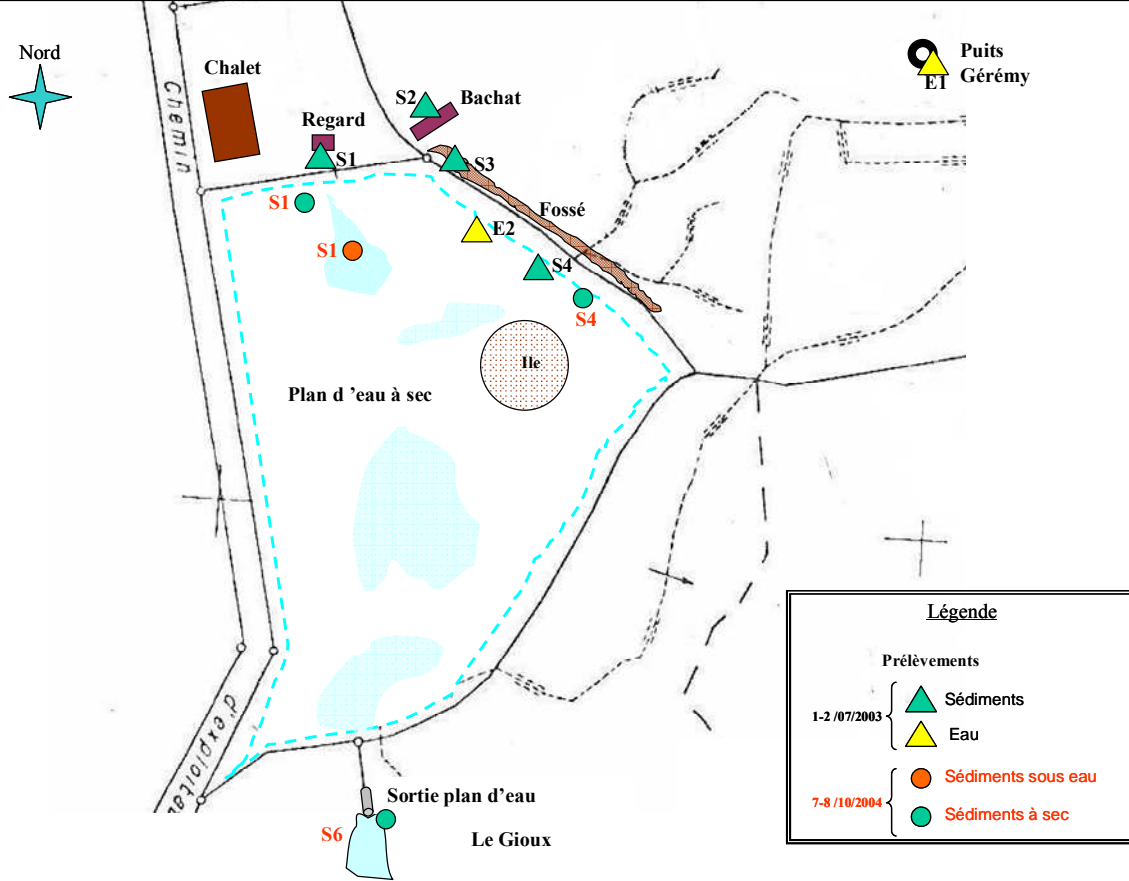 Nord
Chalet
Chemin
Regard
S1
S2
Bachat
S3
Puits
Gérémy
E1
S1
S1
E2
Fossé
S4
S4
Ile
Plan d ’eau à sec
d'exploitat
Sortie plan d’eau
S6
Le Gioux
Légende
Prélèvements
1-2 /07/2003
Sédiments
Eau
7-8 /10/2004
Sédiments sous eau
Sédiments à sec